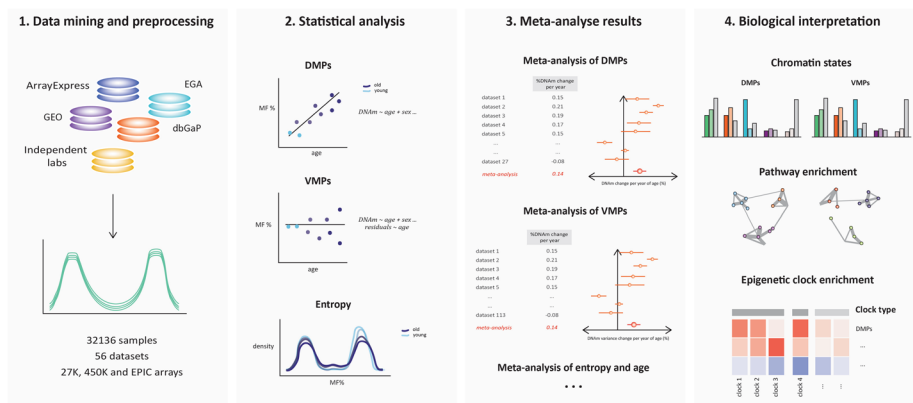 1. Data mining and preprocessing
ArrayExpress
EGA
GEO
dbGaP
Independent
labs
32136 samples
56 datasets
27K, 450K and EPIC arrays
2. Statistical analysis
DMPs
old
young
MF %
DNAm ~ age + sex ...
age
VMPs
MF %
DNAm ~ age + sex ...
residuals ~ age
age
Entropy
old
young
density
MF%
3. Meta-analyse results
Meta-analysis of DMPs
%DNAm change
per year
dataset 1 0.15
dataset 2 0.21
dataset 3 0.19
dataset 4 0.17
dataset 5 0.15
... ...
... ...
dataset 27 -0.08
meta-analysis 0.14
DNAm change per year of age (%)
Meta-analysis of VMPs
%DNAm change
per year
dataset 1 0.15
dataset 2 0.21
dataset 3 0.19
dataset 4 0.17
dataset 5 0.15
... ...
... ...
dataset 113 -0.08
meta-analysis 0.14
DNAm variance change per year of age (%)
Meta-analysis of entropy and age
...
4. Biological interpretation
Chromatin states
DMPs VMPs
Pathway enrichment
Epigenetic clock enrichment
Clock type
DMPs
...
...
clock 1
clock 2
clock 3
clock 4
...
...